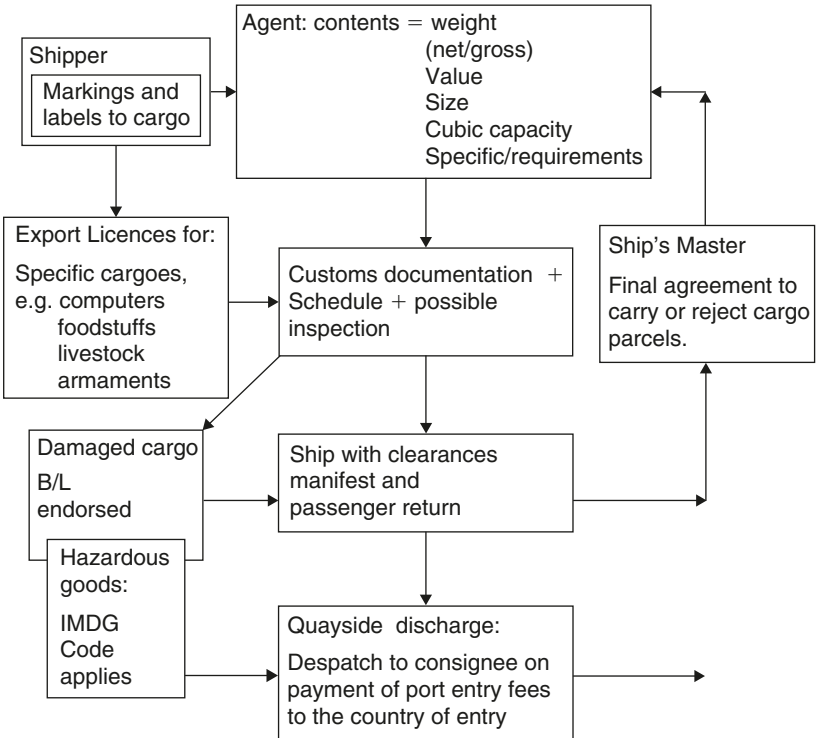 Shipper
Markings and
labels to cargo
Agent: contents = weight
(net/gross)
Value
Size
Cubic capacity
Specific/requirements
Export Licences for:
Specific cargoes,
e.g. computers
foodstuffs
livestock
armaments
Customs documentation +
Schedule + possible
inspection
Ship's Master
Final agreement to
carry or reject cargo
parcels.
Damaged cargo
B/L
endorsed
Ship with clearances
manifest and
passenger return
Hazardous
goods:
IMDG
Code
applies
Quayside discharge:
Despatch to consignee on
payment of port entry fees
to the country of entry